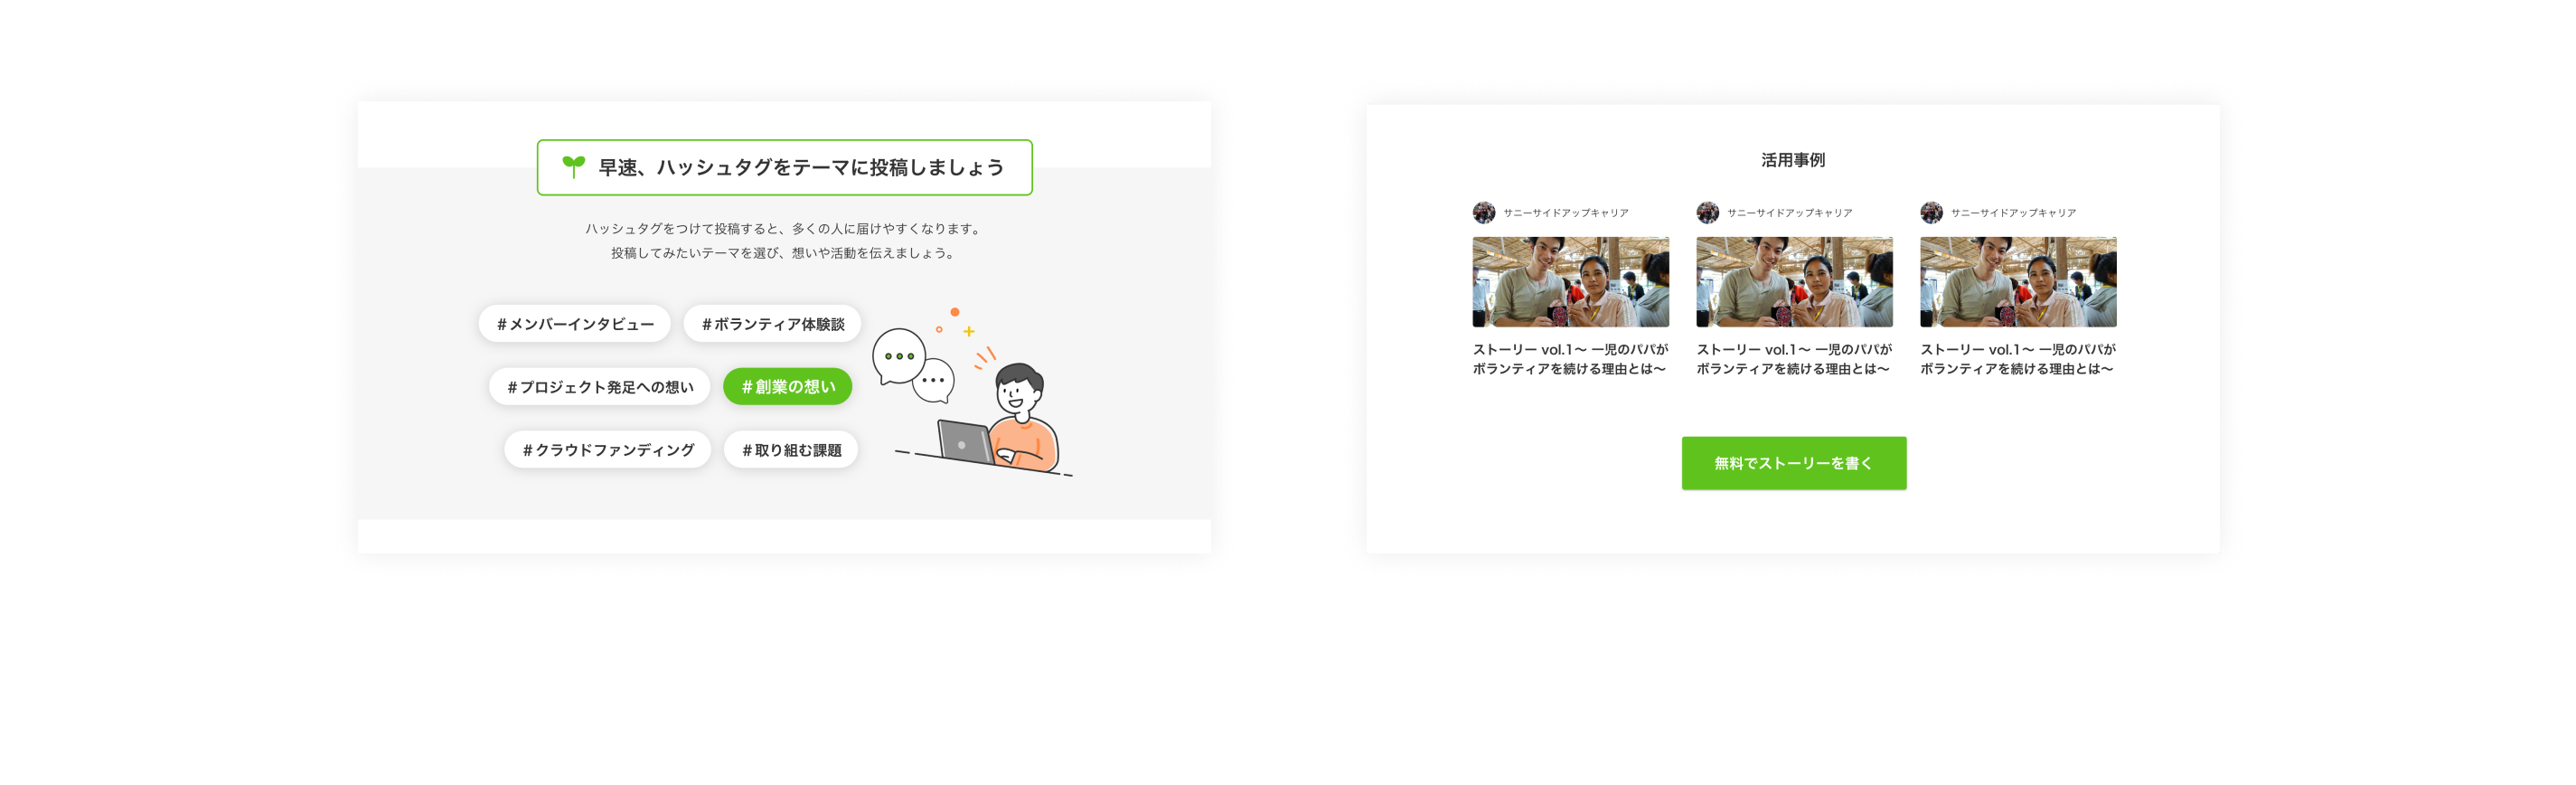 早速、ハッシュタグをテーマに投稿しましょう
ハッシュタグをつけて投稿すると、多くの人に届けやすくなります。
投稿してみたいテーマを選び、想いや活動を伝えましょう。
#メンバーインタビュー
#ボランティア体験談
#プロジェクト発足への想い
#創業の想い
#クラウドファンディング
#取り組む課題
活用事例
サニーサイドアップキャリア
ストーリー vol.1〜 一児のパパが
ボランティアを続ける理由とは〜
サニーサイドアップキャリア
ストーリー vol.1〜 一児のパパが
ボランティアを続ける理由とは〜
サニーサイドアップキャリア
ストーリー vol.1〜 一児のパパが
ボランティアを続ける理由とは〜
無料でストーリーを書く